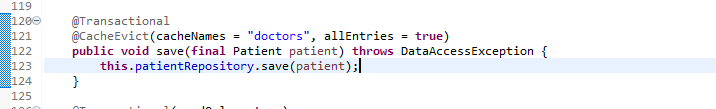 119
120 @Transactional
121 @CacheEvict(cacheNames = "doctors", allEntries = true)
122 public void save(final Patient patient) throws DataAccessException {
123 this.patientRepository.save(patient);
124 }
125